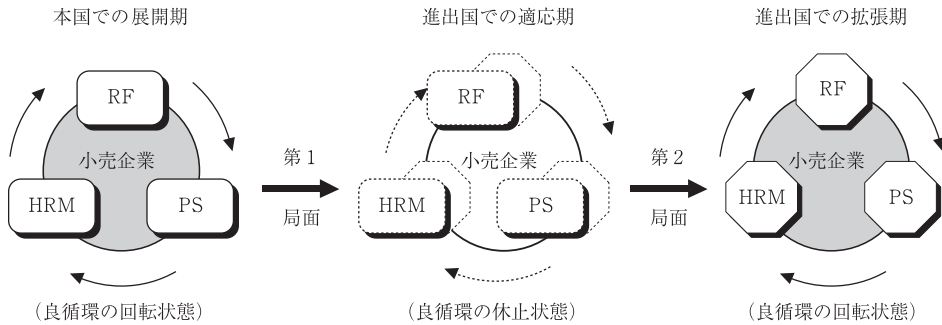 本国での展開期
進出国での適応期
進出国での拡張期
RF
小売企業
HRM
PS
第1
局面
RF
小売企業
HRM
PS
第2
局面
RF
小売企業
HRM
PS
(良循環の回転状態)
(良循環の休止状態)
(良循環の回転状態)